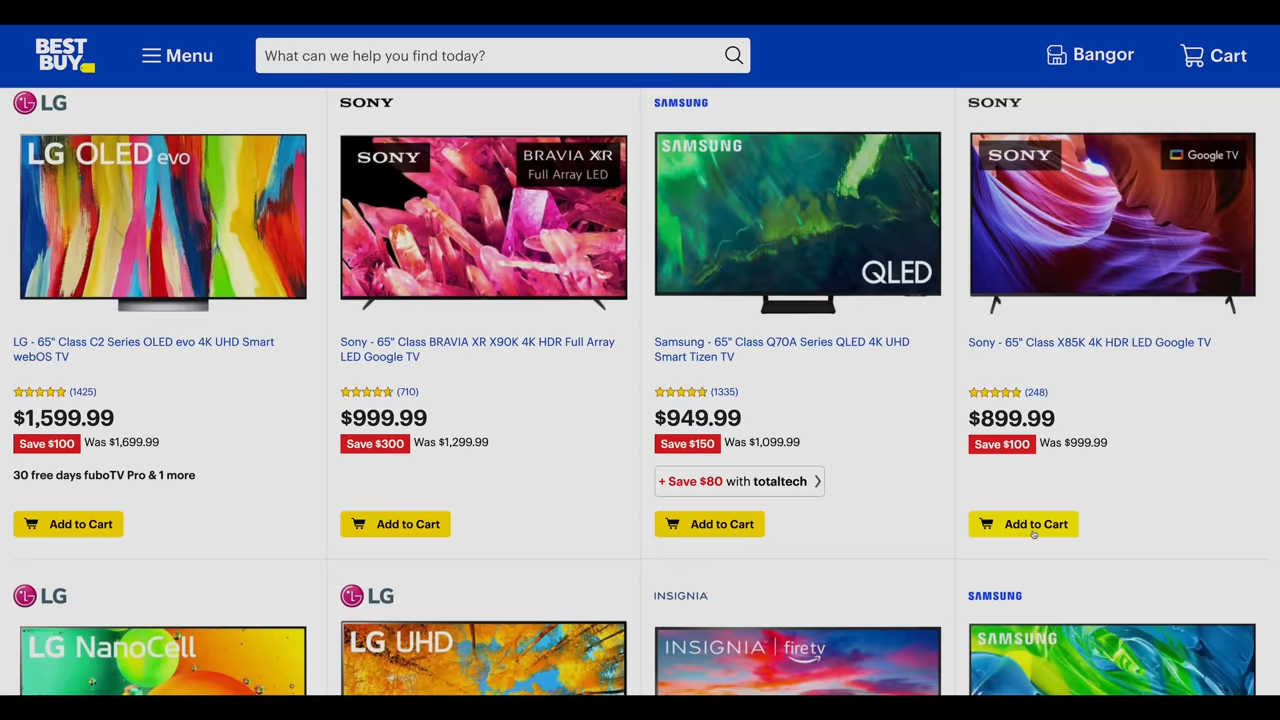 BEST BUY
Menu
What can we help you find today?
Bangor
Cart
LG
LG OLED evo
LG - 65" Class C2 Series OLED evo 4K UHD Smart
webOS TV
(1425)
$1,599.99
Save $100 Was $1,699.99
30 free days fuboTV Pro & 1 more
Add to Cart
SONY
SONY
BRAVIA XR
Full Array LED
Sony - 65" Class BRAVIA XR X90K 4K HDR Full Array
LED Google TV
(710)
$999.99
Save $300 Was $1,299.99
Add to Cart
SAMSUNG
SAMSUNG
QLED
Samsung - 65" Class Q70A Series QLED 4K UHD
Smart Tizen TV
(1335)
$949.99
Save $150 Was $1,099.99
+ Save $80 with totaltech
Add to Cart
SONY
SONY
Google TV
Sony - 65" Class X85K 4K HDR LED Google TV
(248)
$899.99
Save $100 Was $999.99
Add to Cart
LG
LG NanoCell
LG
LG UHD
INSIGNIA
INSIGNIA fire tv
SAMSUNG
SAMSUNG